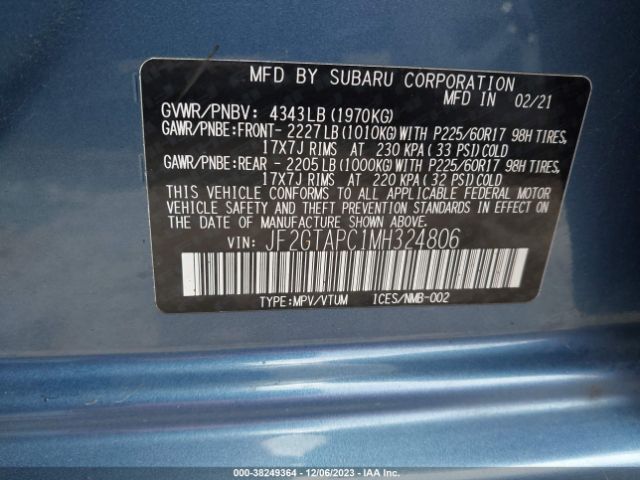 MFD BY SUBARU CORPORATION
MFD IN 02/21
GVWR/PNBV: 4343LB (1970KG)
GAWR/PNBE:FRONT- 2227LB(1010KG)WITH P225/60R17 98H TIRES,
17X7J RIMS AT 230 KPA( 33 PSI)COLD
GAWR/PNBE:REAR - 2205LB(1000KG)WITH P225/60R17 98H TIRES,
17X7J RIMS AT 220 KPA( 32 PSI)COLD
THIS VEHICLE CONFORMS TO ALL APPLICABLE FEDERAL MOTOR
VEHICLE SAFETY AND THEFT PREVENTION STANDARDS IN EFFECT ON
THE DATE OF MANUFACTURE SHOWN ABOVE.
VIN: JF2GTAPC1MH324806
TYPE:MPV/VTUM ICES/NMB-002
000-38249364 - 12/06/2023 - IAA Inc.